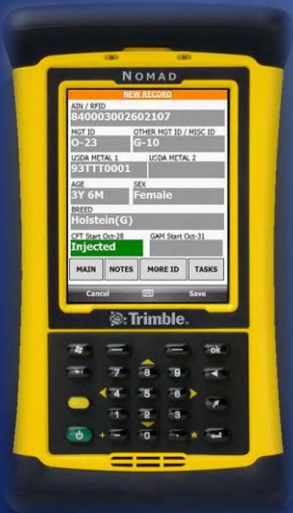 NOMAD
NEW RECORD
AIN / RFID
840003002602107
MGT ID OTHER MGT ID / MISC ID
O-23 G-10
USDA METAL 1 USDA METAL 2
93TTT0001
AGE SEX
3Y 6M Female
BREED
Holstein(G)
CFT Start Oct-28 GAM Start Oct-31
Injected
MAIN NOTES MORE ID TASKS
Cancel Save
Trimble.
ok
7 8 9
4 5 6
1 2 3
+ - 0 . *